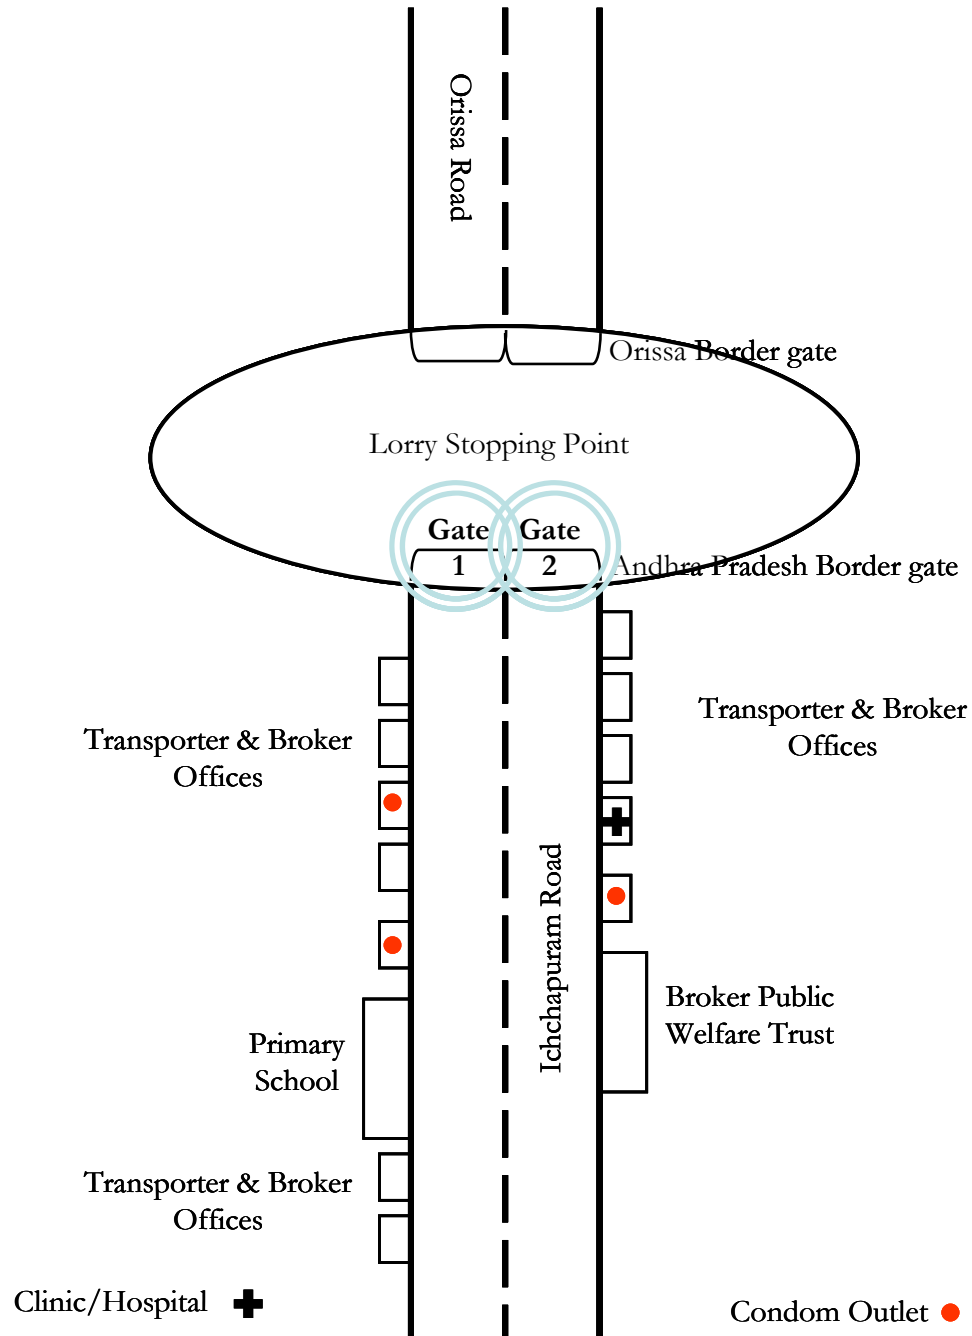 Orissa Road
Orissa Border gate
Lorry Stopping Point
Gate Gate
1 2
Andhra Pradesh Border gate
Transporter & Broker
Offices
Transporter & Broker
Offices
Ichchapuram Road
Broker Public
Welfare Trust
Primary
School
Transporter & Broker
Offices
Clinic/Hospital
Condom Outlet